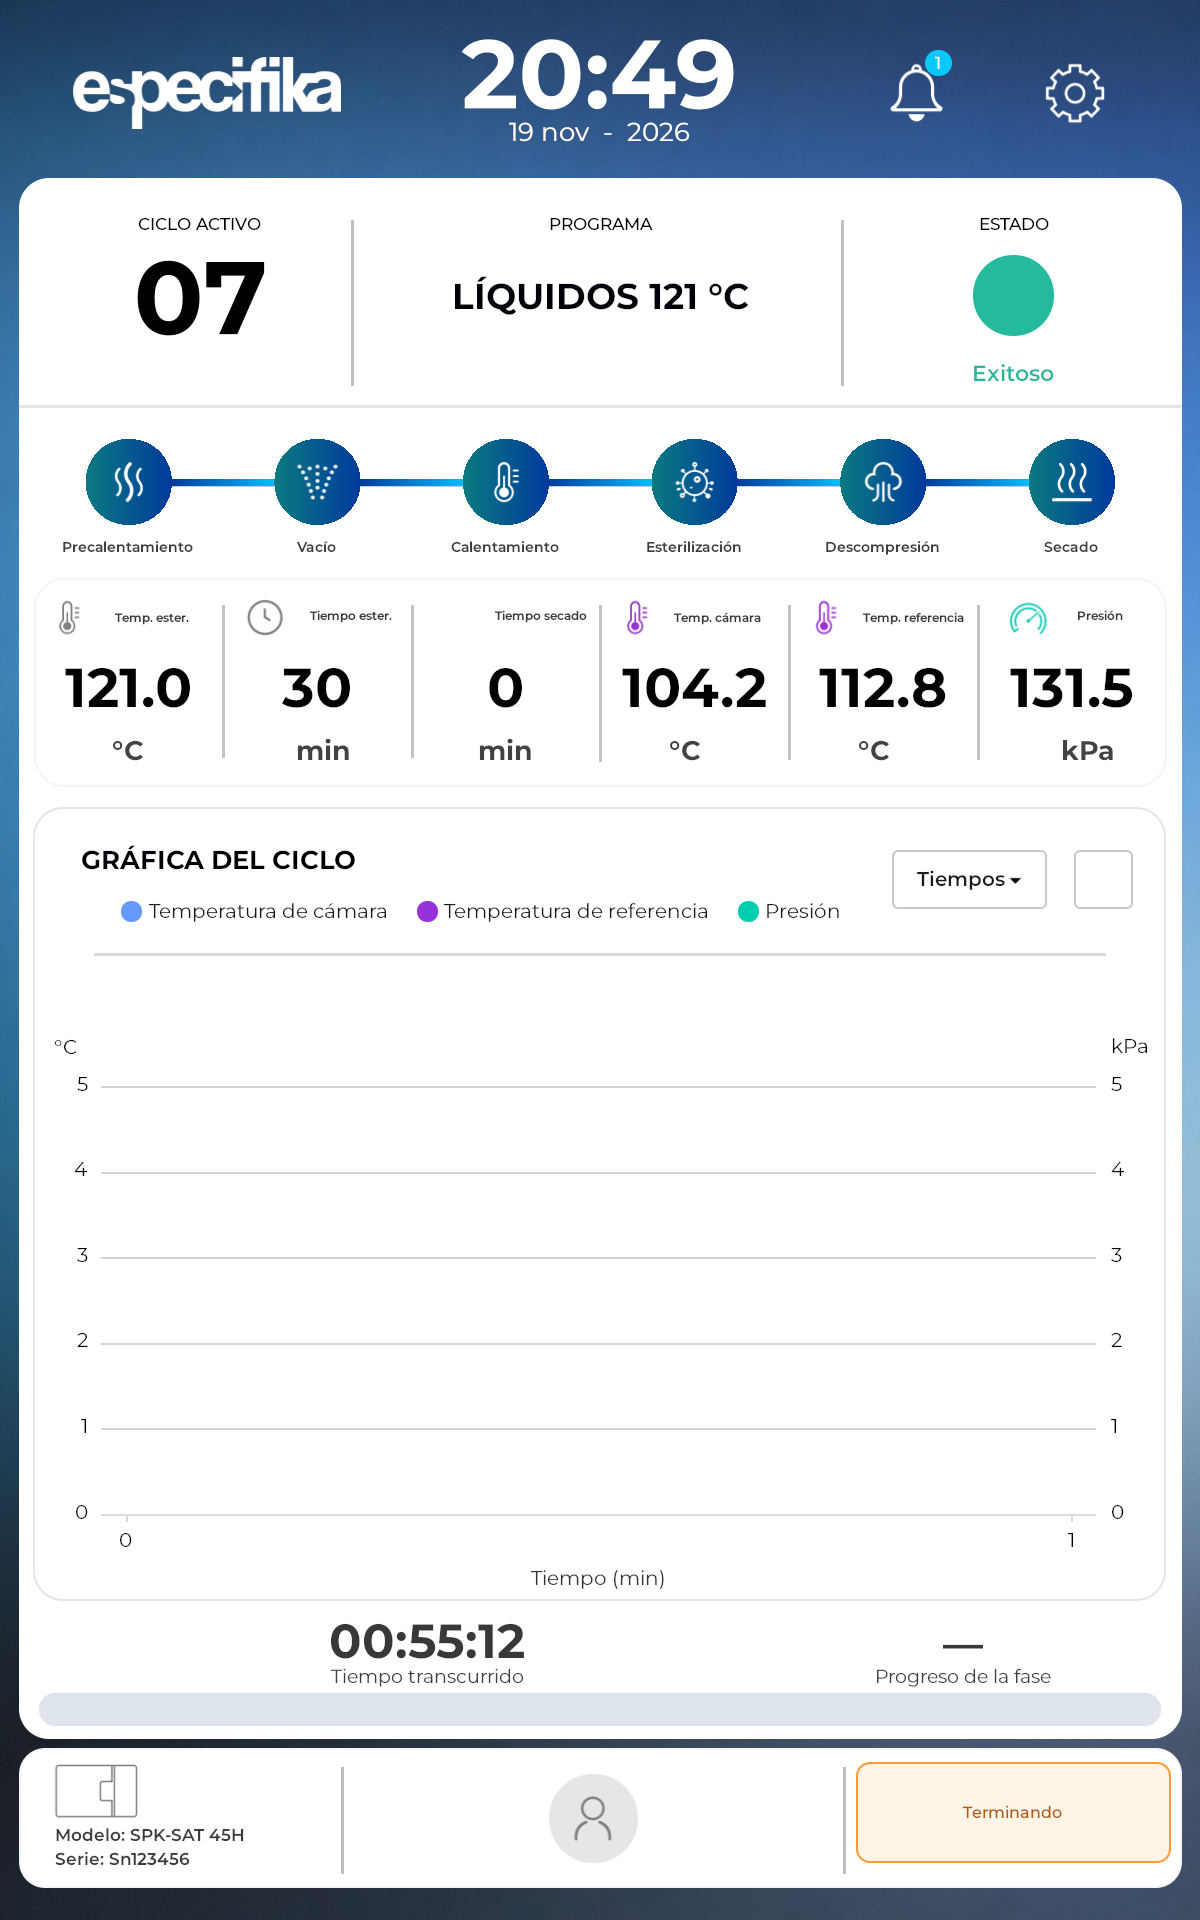 especifika
20:49
19 nov - 2026
1
CICLO ACTIVO
07
PROGRAMA
LÍQUIDOS 121 °C
ESTADO
Exitoso
Precalentamiento
Vacío
Calentamiento
Esterilización
Descompresión
Secado
Temp. ester.
121.0
°C
Tiempo ester.
30
min
Tiempo secado
0
min
Temp. cámara
104.2
°C
Temp. referencia
112.8
°C
Presión
131.5
kPa
GRÁFICA DEL CICLO
Tiempos
Temperatura de cámara
Temperatura de referencia
Presión
°C
kPa
5
5
4
4
3
3
2
2
1
1
0
0
0
1
Tiempo (min)
00:55:12
Tiempo transcurrido
—
Progreso de la fase
Modelo: SPK-SAT 45H
Serie: Sn123456
Terminando